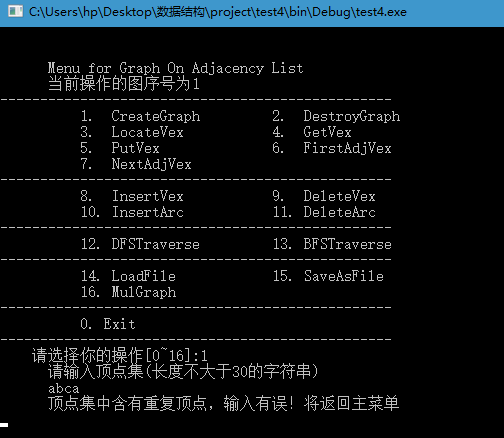 C:\Users\hp\Desktop\数据结构\project\test4\bin\Debug\test4.exe
Menu for Graph On Adjacency List
当前操作的图序号为1
-------------------------------------------------
1. CreateGraph 2. DestroyGraph
3. LocateVex 4. GetVex
5. PutVex 6. FirstAdjVex
7. NextAdjVex
-------------------------------------------------
8. InsertVex 9. DeleteVex
10. InsertArc 11. DeleteArc
-------------------------------------------------
12. DFSTraverse 13. BFSTraverse
-------------------------------------------------
14. LoadFile 15. SaveAsFile
16. MulGraph
-------------------------------------------------
0. Exit
-------------------------------------------------
请选择你的操作[0~16]:1
请输入顶点集(长度不大于30的字符串)
abca
顶点集中含有重复顶点，输入有误! 将返回主菜单